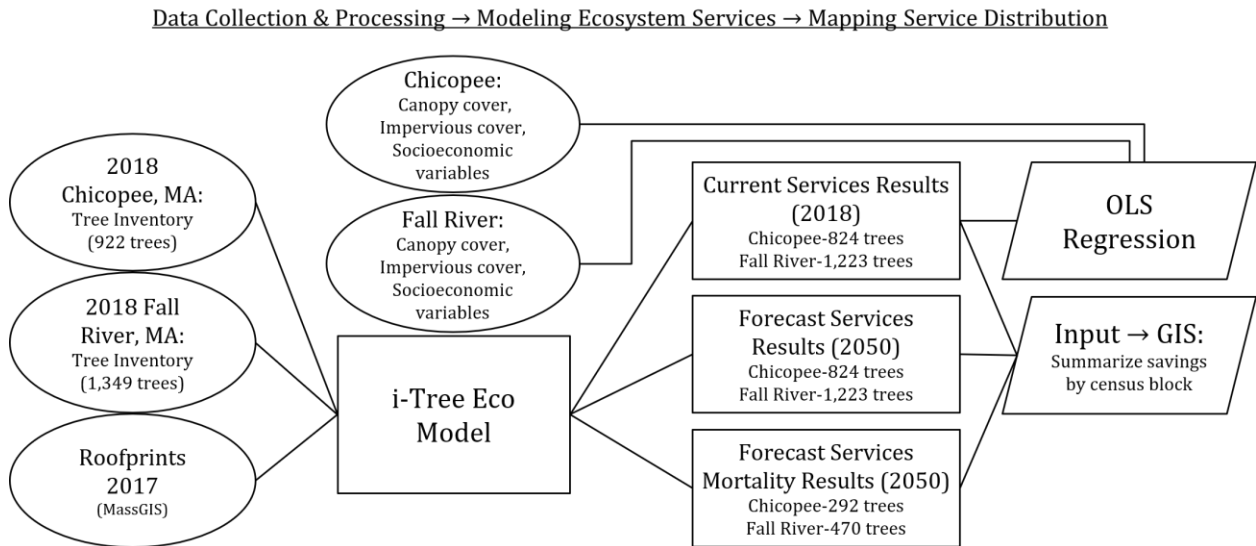 Data Collection & Processing → Modeling Ecosystem Services → Mapping Service Distribution
2018
Chicopee, MA:
Tree Inventory
(922 trees)
2018 Fall
River, MA:
Tree Inventory
(1,349 trees)
Roofprints
2017
(MassGIS)
Chicopee:
Canopy cover,
Impervious cover,
Socioeconomic
variables
Fall River:
Canopy cover,
Impervious cover,
Socioeconomic
variables
i-Tree Eco
Model
Current Services Results
(2018)
Chicopee-824 trees
Fall River-1,223 trees
Forecast Services
Results (2050)
Chicopee-824 trees
Fall River-1,223 trees
Forecast Services
Mortality Results (2050)
Chicopee-292 trees
Fall River-470 trees
OLS
Regression
Input → GIS:
Summarize savings
by census block